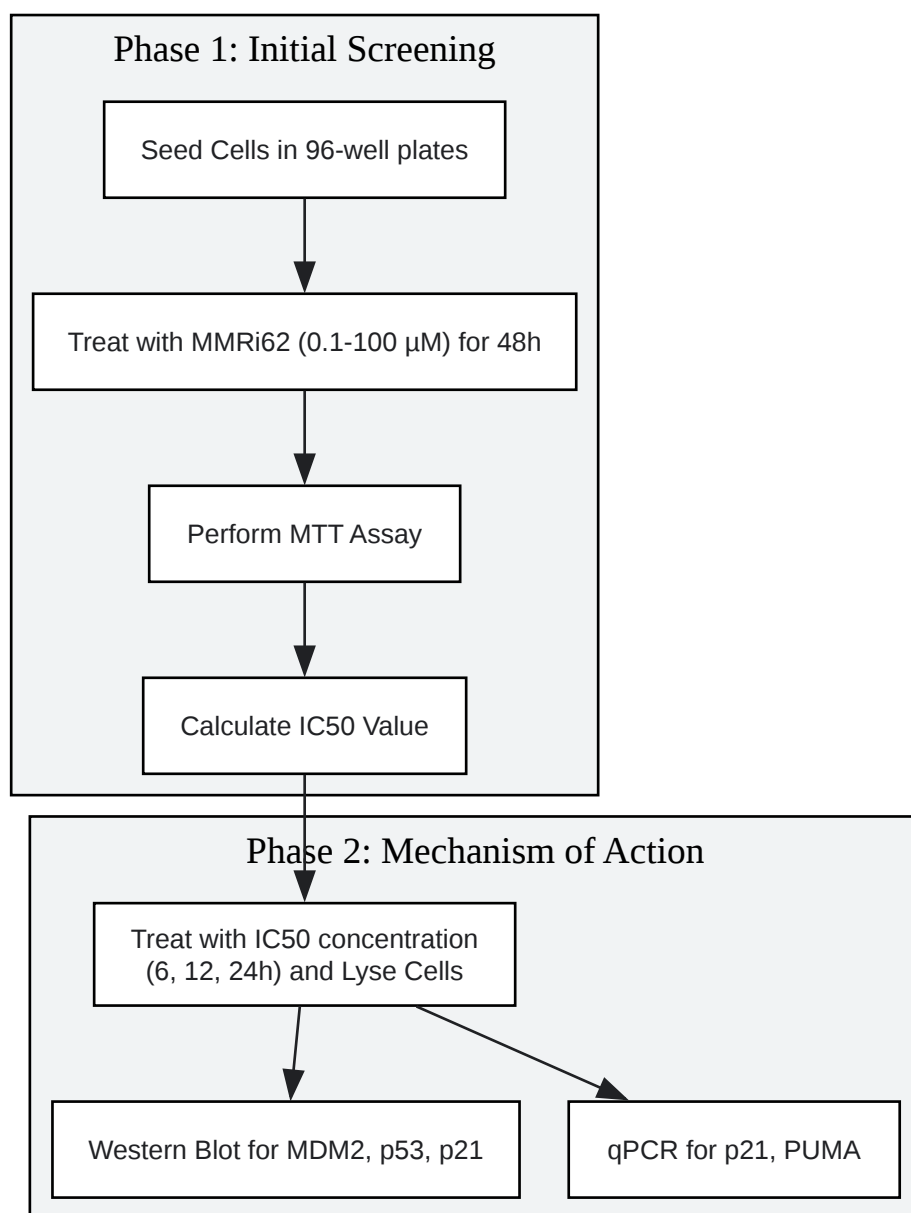 Phase 1: Initial Screening
Seed Cells in 96-well plates
Treat with MMRi62 (0.1-100 µM) for 48h
Perform MTT Assay
Calculate IC50 Value
Phase 2: Mechanism of Action
Treat with IC50 concentration
(6, 12, 24h) and Lyse Cells
Western Blot for MDM2, p53, p21
qPCR for p21, PUMA